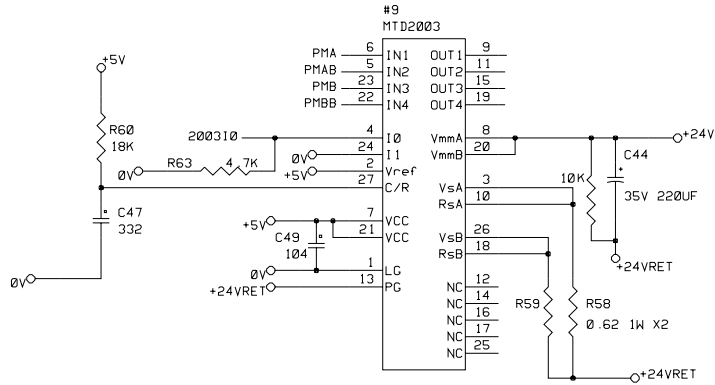 #9
MTD2003
PMA 6 IN1 OUT1 9
PMAB 5 IN2 OUT2 11
PMB 23 IN3 OUT3 15
PMBB 22 IN4 OUT4 19
+5V
R60
18K
2003I0 4 I0 VmmA 8 +24V
0V 24 I1 VmmB 20
R63 4.7K
0V
+5V 2 Vref
27 C/R VsA 3
RsA 10
10K
C44
35V 220UF
C47
332
+5V 7 VCC VsB 26
21 VCC RsB 18
C49
104
+24VRET
0V 1 LG
+24VRET 13 PG
0V
NC 12
NC 14
NC 16
NC 17
NC 25
R59 R58
0.62 1W X2
+24VRET